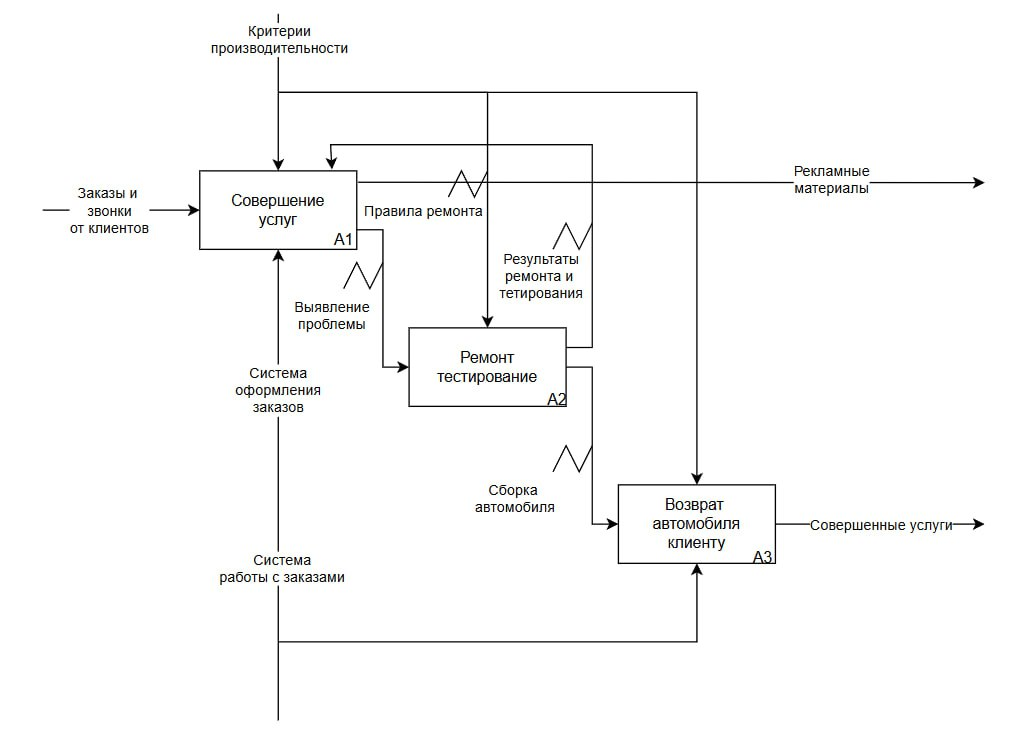 Критерии
производительности
Заказы и
звонки
от клиентов
Совершение
услуг
A1
Рекламные
материалы
Правила ремонта
Результаты
ремонта и
тетирования
Выявление
проблемы
Ремонт
тестирование
A2
Система
оформления
заказов
Сборка
автомобиля
Возврат
автомобиля
клиенту
A3
Совершенные услуги
Система
работы с заказами